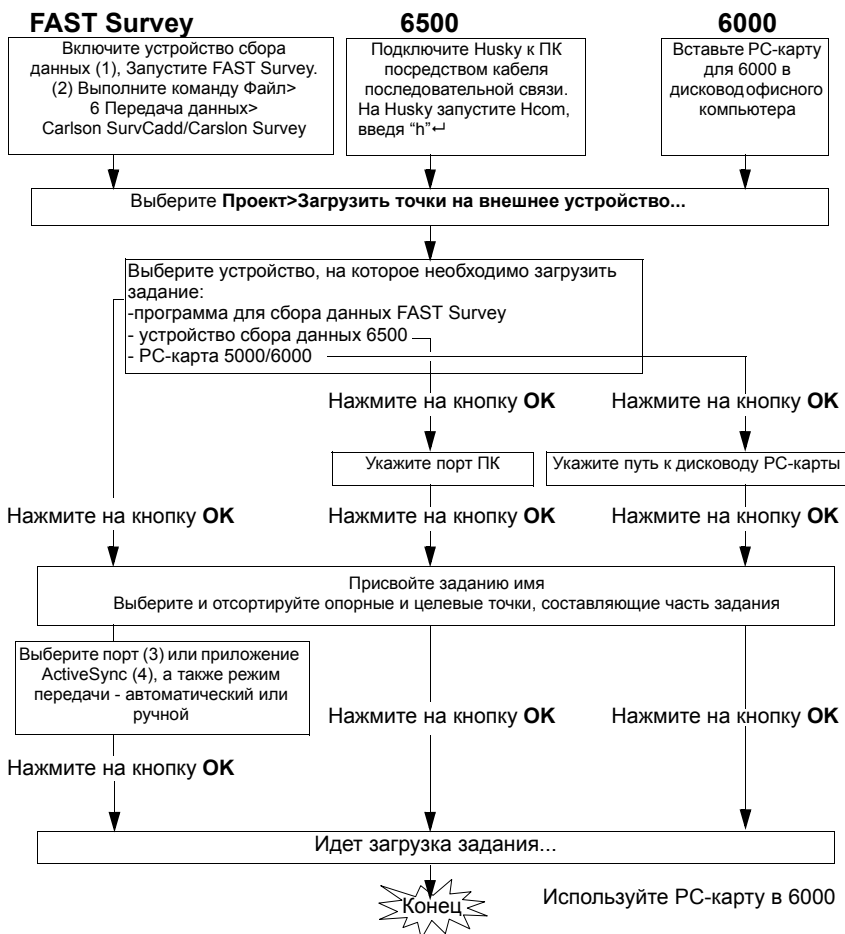 FAST Survey
6500
6000
Включите устройство сбора
данных (1), Запустите FAST Survey.
(2) Выполните команду Файл>
6 Передача данных>
Carlson SurvCadd/Carslon Survey
Подключите Husky к ПК
посредством кабеля
последовательной связи.
На Husky запустите Hcom,
введя “h”↵
Вставьте PC-карту
для 6000 в
дисковод офисного
компьютера
Выберите Проект>Загрузить точки на внешнее устройство...
Выберите устройство, на которое необходимо загрузить
задание:
-программа для сбора данных FAST Survey
- устройство сбора данных 6500
- PC-карта 5000/6000
Нажмите на кнопку OK
Нажмите на кнопку OK
Укажите порт ПК
Укажите путь к дисководу PC-карты
Нажмите на кнопку OK
Нажмите на кнопку OK
Нажмите на кнопку OK
Присвойте заданию имя
Выберите и отсортируйте опорные и целевые точки, составляющие часть задания
Выберите порт (3) или приложение
ActiveSync (4), а также режим
передачи - автоматический или
ручной
Нажмите на кнопку OK
Нажмите на кнопку OK
Нажмите на кнопку OK
Идет загрузка задания...
Конец
Используйте PC-карту в 6000